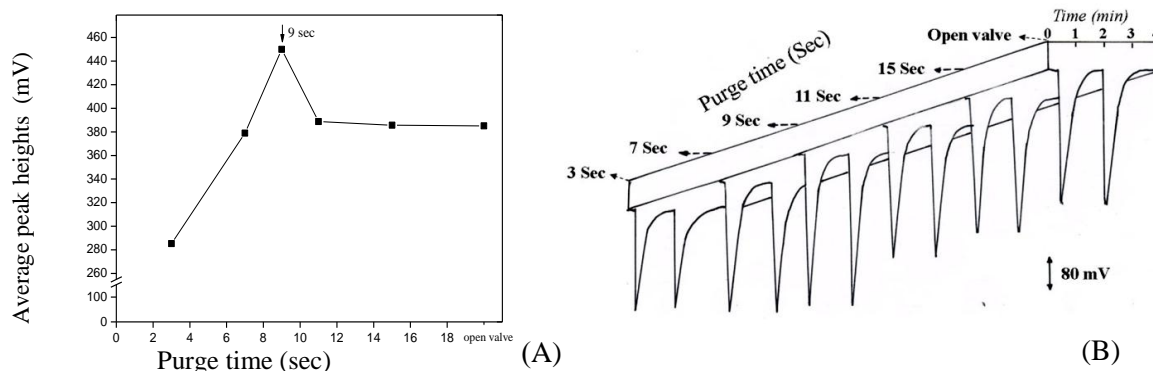 Average peak heights (mV)
460
440
420
400
380
360
340
320
300
280
260
100
0
9 sec
0 2 4 6 8 10 12 14 16 18 open valve
Purge time (sec)
(A)
Time (min)
0 1 2 3
Open valve
15 Sec
11 Sec
9 Sec
7 Sec
3 Sec
Purge time (Sec)
80 mV
(B)